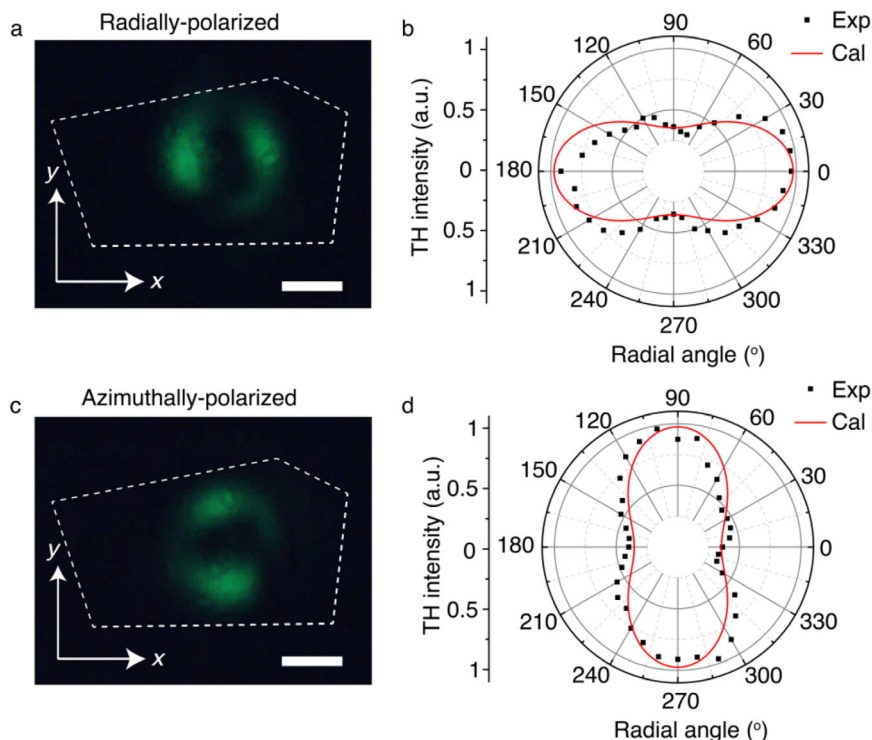 a
Radially-polarized
y
x
b
Exp
Cal
TH intensity (a.u.)
1
0.5
0
0.5
1
90
60
30
0
330
300
270
240
210
180
150
120
Radial angle (°)
c
Azimuthally-polarized
y
x
d
Exp
Cal
TH intensity (a.u.)
1
0.5
0
0.5
1
90
60
30
0
330
300
270
240
210
180
150
120
Radial angle (°)